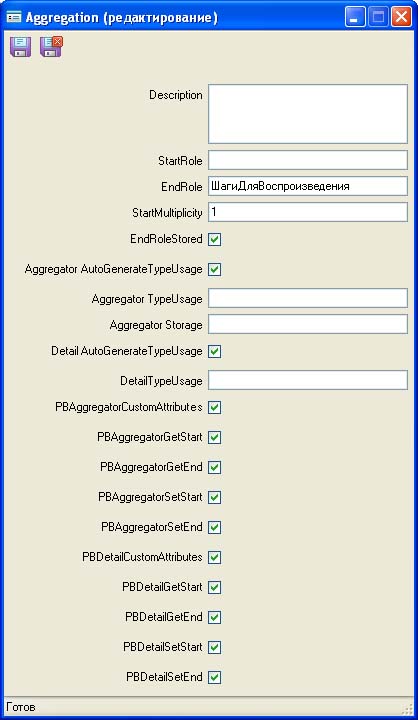 Aggregation (редактирование)
Description
StartRole
EndRole ШагиДляВоспроизведения
StartMultiplicity 1
EndRoleStored
Aggregator AutoGenerateTypeUsage
Aggregator TypeUsage
Aggregator Storage
Detail AutoGenerateTypeUsage
DetailTypeUsage
PBAggregatorCustomAttributes
PBAggregatorGetStart
PBAggregatorGetEnd
PBAggregatorSetStart
PBAggregatorSetEnd
PBDetailCustomAttributes
PBDetailGetStart
PBDetailGetEnd
PBDetailSetStart
PBDetailSetEnd
Готов